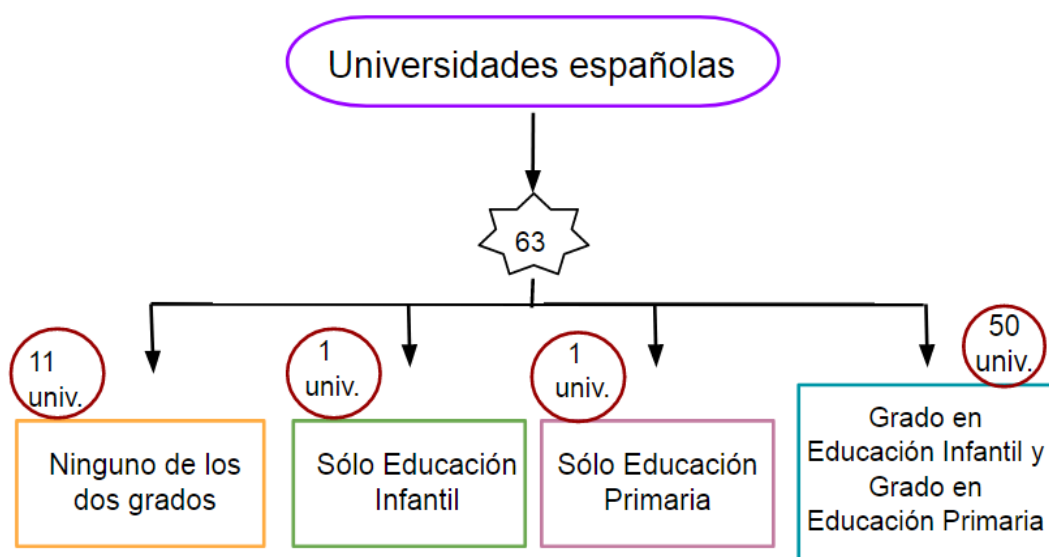 Universidades españolas
63
11
univ.
Ninguno de los
dos grados
1
univ.
Sólo Educación
Infantil
1
univ.
Sólo Educación
Primaria
50
univ.
Grado en
Educación Infantil y
Grado en
Educación Primaria